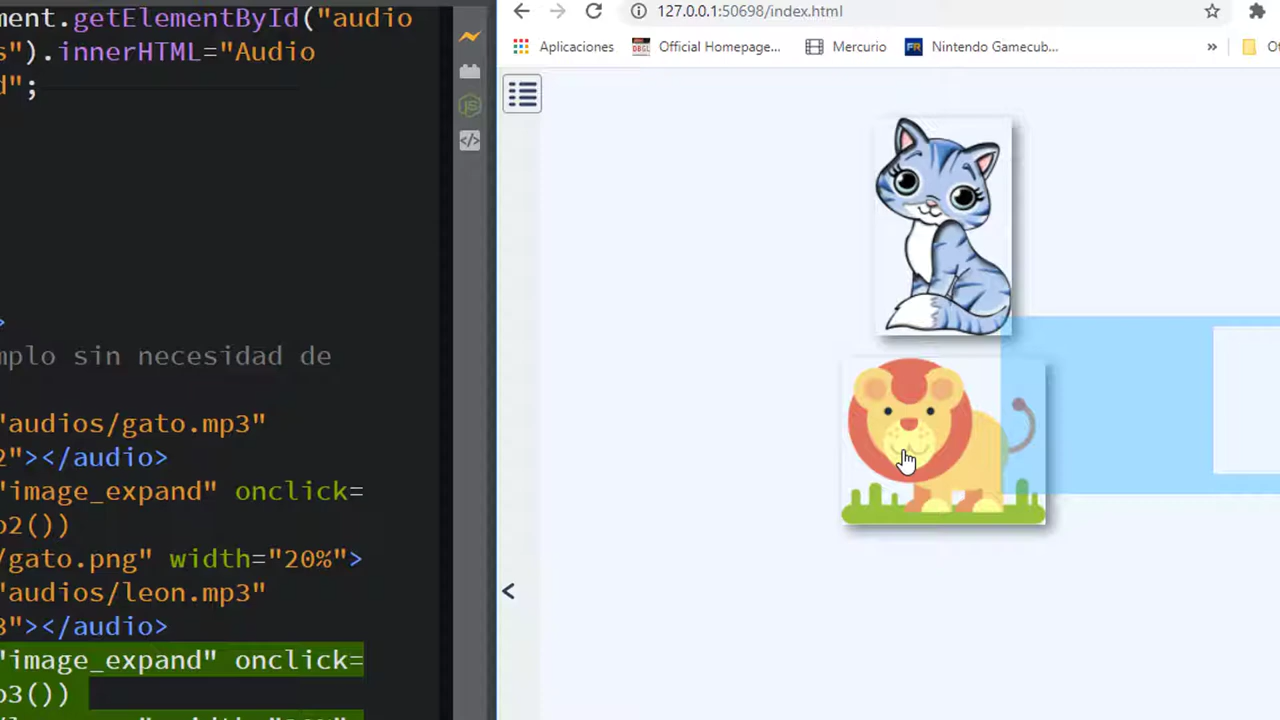 ment.getElementById("audio
s").innerHTML="Audio
d";
>
mplo sin necesidad de
"audios/gato.mp3"
2"></audio>
"image_expand" onclick=
o2())
/gato.png" width="20%">
"audios/leon.mp3"
3"></audio>
"image_expand" onclick=
o3())
127.0.0.1:50698/index.html
Aplicaciones
Official Homepage...
Mercurio
FR
Nintendo Gamecub...
»
JS
</>